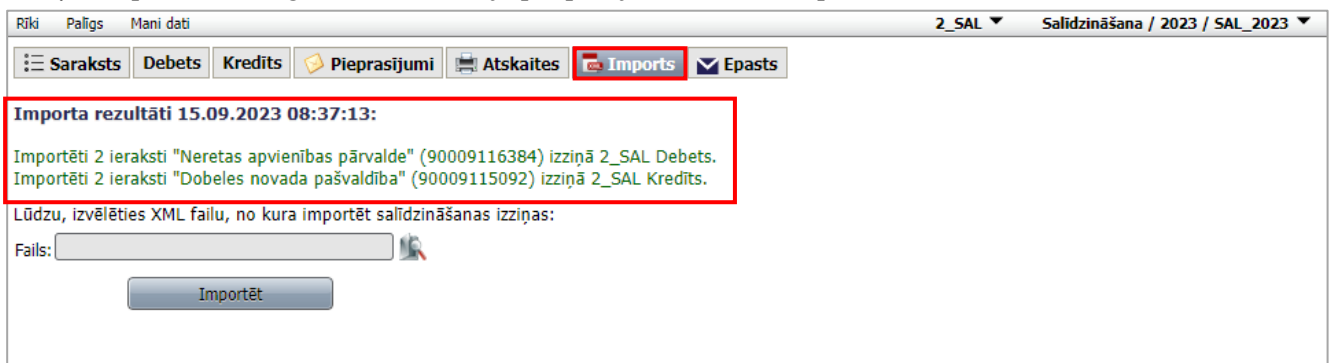 Rīki Palīgs Mani dati 2_SAL ▼ Salīdzināšana / 2023 / SAL_2023 ▼
Saraksts Debets Kredīts Pieprasījumi Atskaites Imports Epasts
Importa rezultāti 15.09.2023 08:37:13:
Importēti 2 ieraksti "Neretas apvienības pārvalde" (90009116384) izziņā 2_SAL Debets.
Importēti 2 ieraksti "Dobeles novada pašvaldība" (90009115092) izziņā 2_SAL Kredīts.
Lūdzu, izvēlēties XML failu, no kura importēt salīdzināšanas izziņas:
Fails:
Importēt